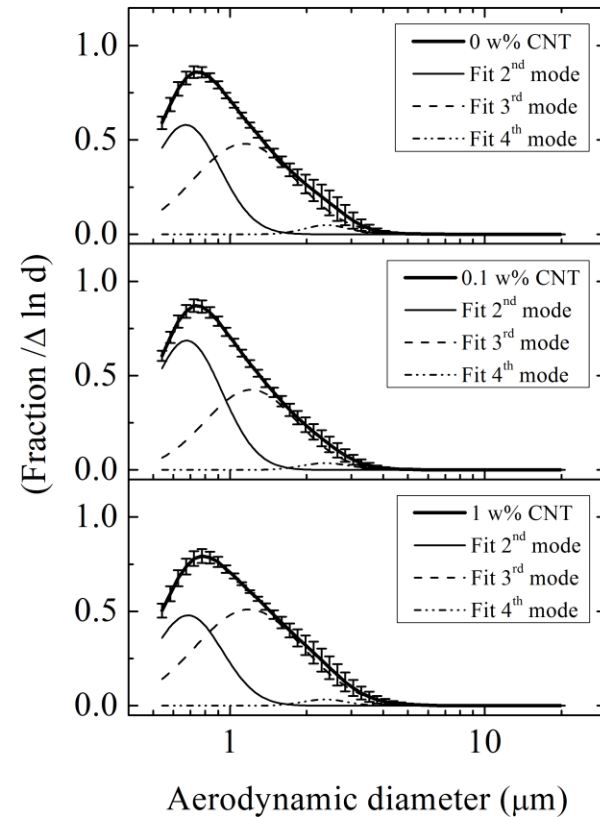 (Fraction /Δ ln d)
1.0
0.5
0.0
0 w% CNT
Fit 2nd mode
Fit 3rd mode
Fit 4th mode
1.0
0.5
0.0
0.1 w% CNT
Fit 2nd mode
Fit 3rd mode
Fit 4th mode
1.0
0.5
0.0
1 w% CNT
Fit 2nd mode
Fit 3rd mode
Fit 4th mode
1 10
Aerodynamic diameter (μm)